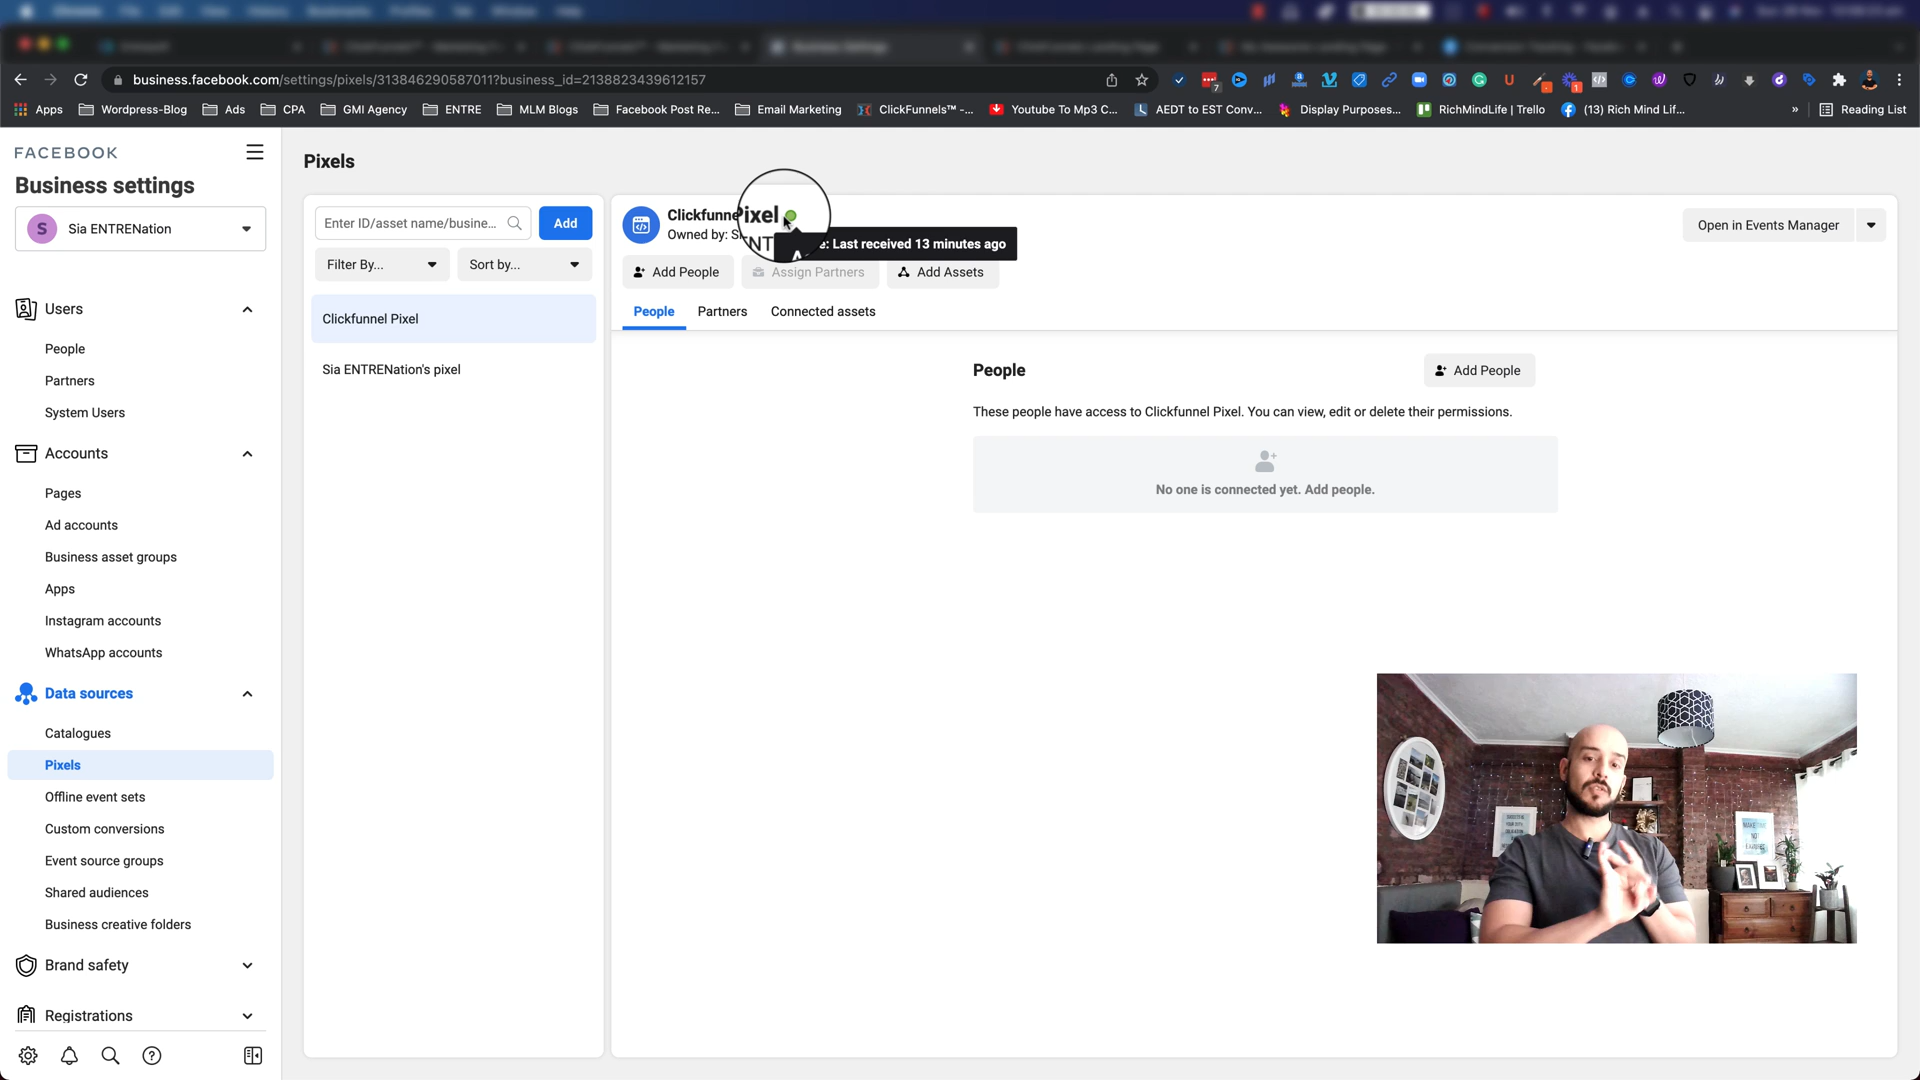 business.facebook.com/settings/pixels/313846290587011?business_id=2138823439612157
Apps
Wordpress-Blog
Ads
CPA
GMI Agency
ENTRE
MLM Blogs
Facebook Post Re...
Email Marketing
ClickFunnels™ -...
Youtube To Mp3 C...
AEDT to EST Conv...
Display Purposes...
RichMindLife | Trello
(13) Rich Mind Lif...
»
Reading List
FACEBOOK
Business settings
S
Sia ENTRENation
Users
People
Partners
System Users
Accounts
Pages
Ad accounts
Business asset groups
Apps
Instagram accounts
WhatsApp accounts
Data sources
Catalogues
Pixels
Offline event sets
Custom conversions
Event source groups
Shared audiences
Business creative folders
Brand safety
Registrations
Pixels
Enter ID/asset name/busine...
Add
Filter By...
Sort by...
Clickfunnel Pixel
Sia ENTRENation's pixel
Clickfunne Pixel
Owned by: S
Last received 13 minutes ago
Open in Events Manager
Add People
Assign Partners
Add Assets
People
Partners
Connected assets
People
Add People
These people have access to Clickfunnel Pixel. You can view, edit or delete their permissions.
No one is connected yet. Add people.